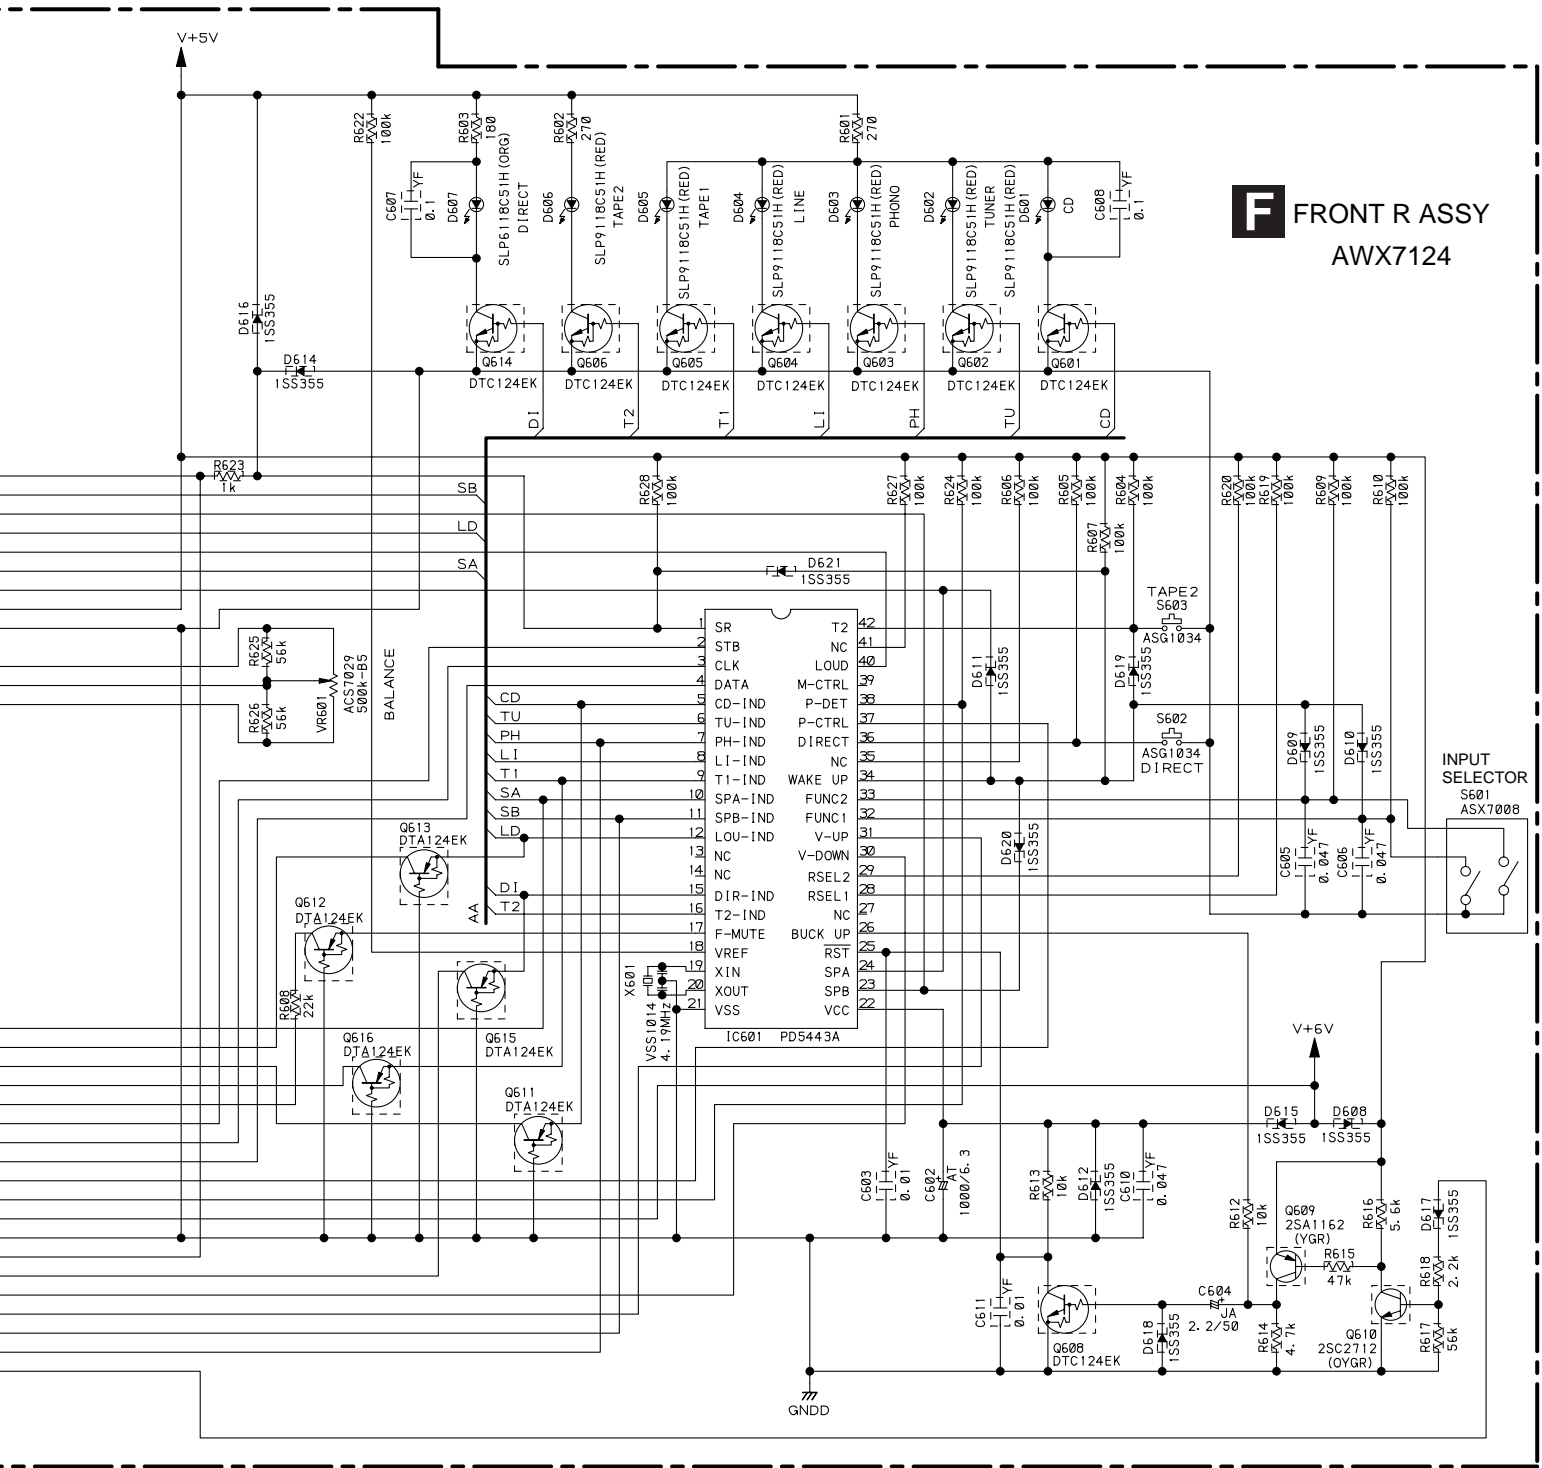 V+5V
F FRONT R ASSY
AWX7124
R622
100k
R603
180
R602
270
R601
270
C607
YF
0.1
D607
SLP6118C51H(ORG)
DIRECT
D606
SLP9118C51H(RED)
TAPE2
D605
SLP9118C51H(RED)
TAPE1
D604
SLP9118C51H(RED)
LINE
D603
SLP9118C51H(RED)
PHONO
D602
SLP9118C51H(RED)
TUNER
D601
SLP9118C51H(RED)
CD
C608
YF
0.1
D616
1SS355
D614
1SS355
Q614
DTC124EK
Q606
DTC124EK
Q605
DTC124EK
Q604
DTC124EK
Q603
DTC124EK
Q602
DTC124EK
Q601
DTC124EK
DI
T2
T1
LI
PH
TU
CD
R623
1k
SB
LD
SA
R628
100k
R627
100k
R624
100k
R606
100k
R605
100k
R604
100k
R607
100k
R620
100k
R619
100k
R609
100k
R610
100k
D621
1SS355
TAPE2
S603
ASG1034
D611
1SS355
D619
1SS355
R625
56k
R626
56k
VR601
ACS7029
500k-B5
BALANCE
S602
ASG1034
DIRECT
D609
1SS355
D610
1SS355
INPUT
SELECTOR
S601
ASX7008
1 SR
2 STB
3 CLK
4 DATA
5 CD-IND
6 TU-IND
7 PH-IND
8 LI-IND
9 T1-IND
10 SPA-IND
11 SPB-IND
12 LOU-IND
13 NC
14 NC
15 DIR-IND
16 T2-IND
17 F-MUTE
18 VREF
19 XIN
20 XOUT
21 VSS
T2 42
NC 41
LOUD 40
M-CTRL 39
P-DET 38
P-CTRL 37
DIRECT 36
NC 35
WAKE UP 34
FUNC2 33
FUNC1 32
V-UP 31
V-DOWN 30
RSEL2 29
RSEL1 28
NC 27
BUCK UP 26
RST 25
SPA 24
SPB 23
VCC 22
IC601 PD5443A
CD
TU
PH
LI
T1
SA
SB
LD
DI
T2
AA
D620
1SS355
C605
YF
0.047
C606
YF
0.047
Q613
DTA124EK
Q612
DTA124EK
R608
22k
Q616
DTA124EK
Q615
DTA124EK
Q611
DTA124EK
X601
VSS1014
4.19MHz
V+6V
D615
1SS355
D608
1SS355
C603
YF
0.01
C602
AT
1000/6.3
R613
10k
D612
1SS355
C610
YF
0.047
R612
10k
Q609
2SA1162
(YGR)
R615
47k
R616
5.6k
D617
1SS355
R618
2.2k
C611
YF
0.01
Q608
DTC124EK
D618
1SS355
C604
JA
2.2/50
R614
4.7k
Q610
2SC2712
(OYGR)
R617
56k
GNDD